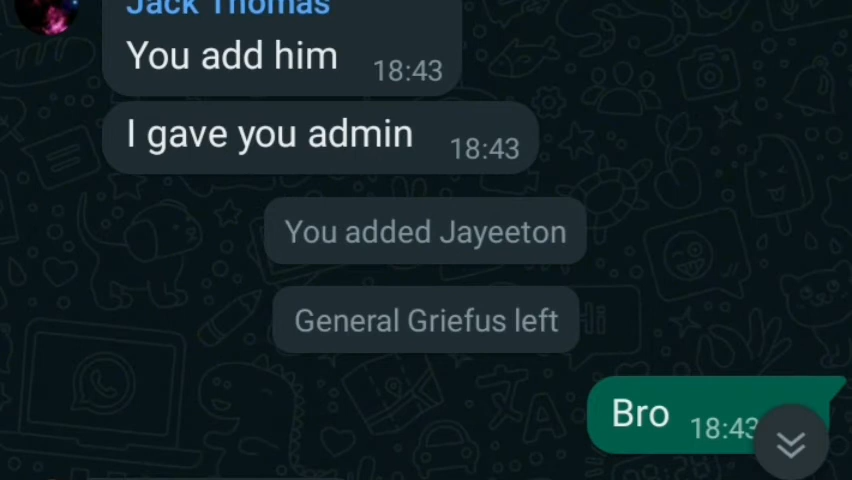 Jack Thomas
You add him 18:43
I gave you admin 18:43
You added Jayeeton
General Griefus left
Bro 18:43